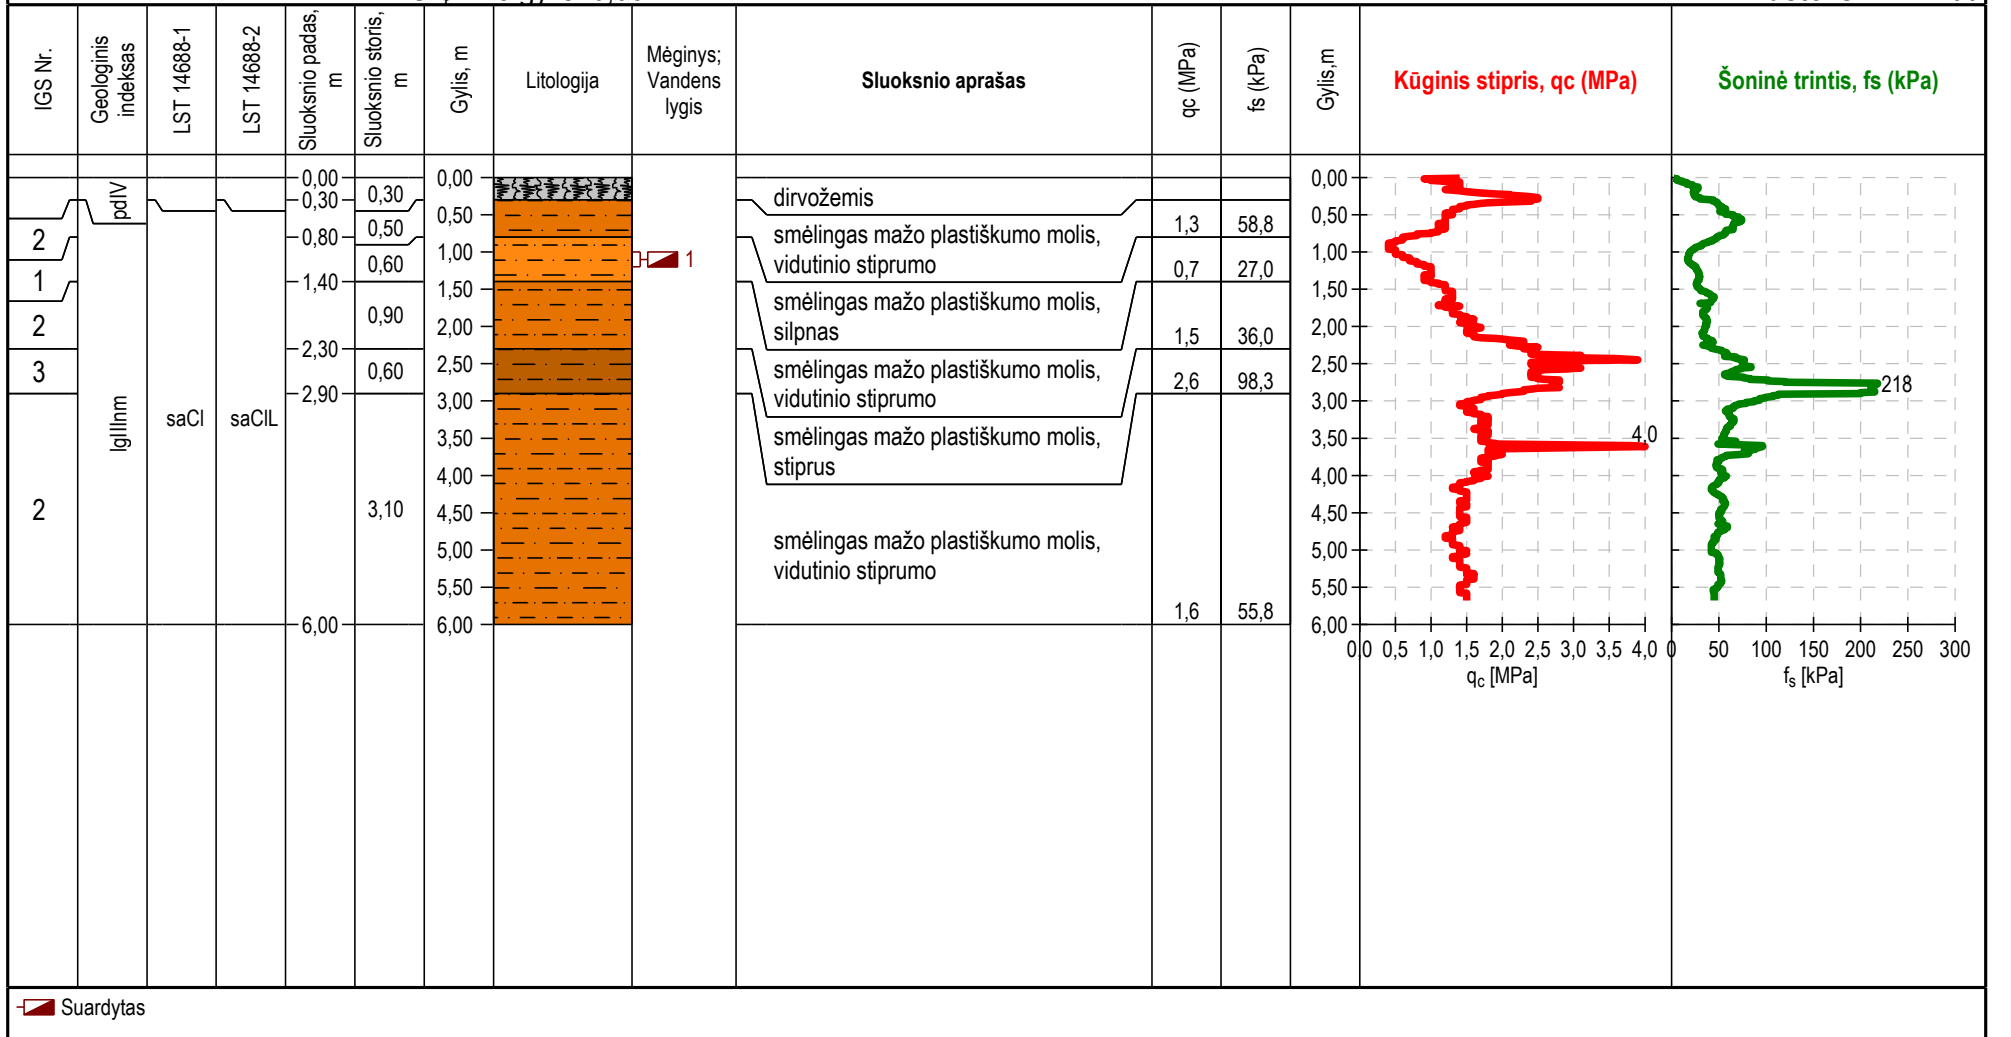 IGS Nr.
Geologinis
indeksas
LST 14688-1
LST 14688-2
Sluoksnio padas,
m
Sluoksnio storis,
m
Gylis, m
Litologija
Mėginys;
Vandens
lygis
Sluoksnio aprašas
qc (MPa)
fs (kPa)
Gylis,m
Kūginis stipris, qc (MPa)
Šoninė trintis, fs (kPa)
2
1
2
3
2
pdIV
lgIIInm
saCl
saClL
0,00
0,30
0,80
1,40
2,30
2,90
6,00
0,30
0,50
0,60
0,90
0,60
3,10
0,00
0,50
1,00
1,50
2,00
2,50
3,00
3,50
4,00
4,50
5,00
5,50
6,00
1
dirvožemis
smėlingas mažo plastiškumo molis,
vidutinio stiprumo
smėlingas mažo plastiškumo molis,
silpnas
smėlingas mažo plastiškumo molis,
vidutinio stiprumo
smėlingas mažo plastiškumo molis,
stiprus
smėlingas mažo plastiškumo molis,
vidutinio stiprumo
1,3 58,8
0,7 27,0
1,5 36,0
2,6 98,3
1,6 55,8
0,00
0,50
1,00
1,50
2,00
2,50
3,00
3,50
4,00
4,50
5,00
5,50
6,00
4,0
0,0 0,5 1,0 1,5 2,0 2,5 3,0 3,5 4,0
qc [MPa]
218
0 50 100 150 200 250 300
fs [kPa]
Suardytas